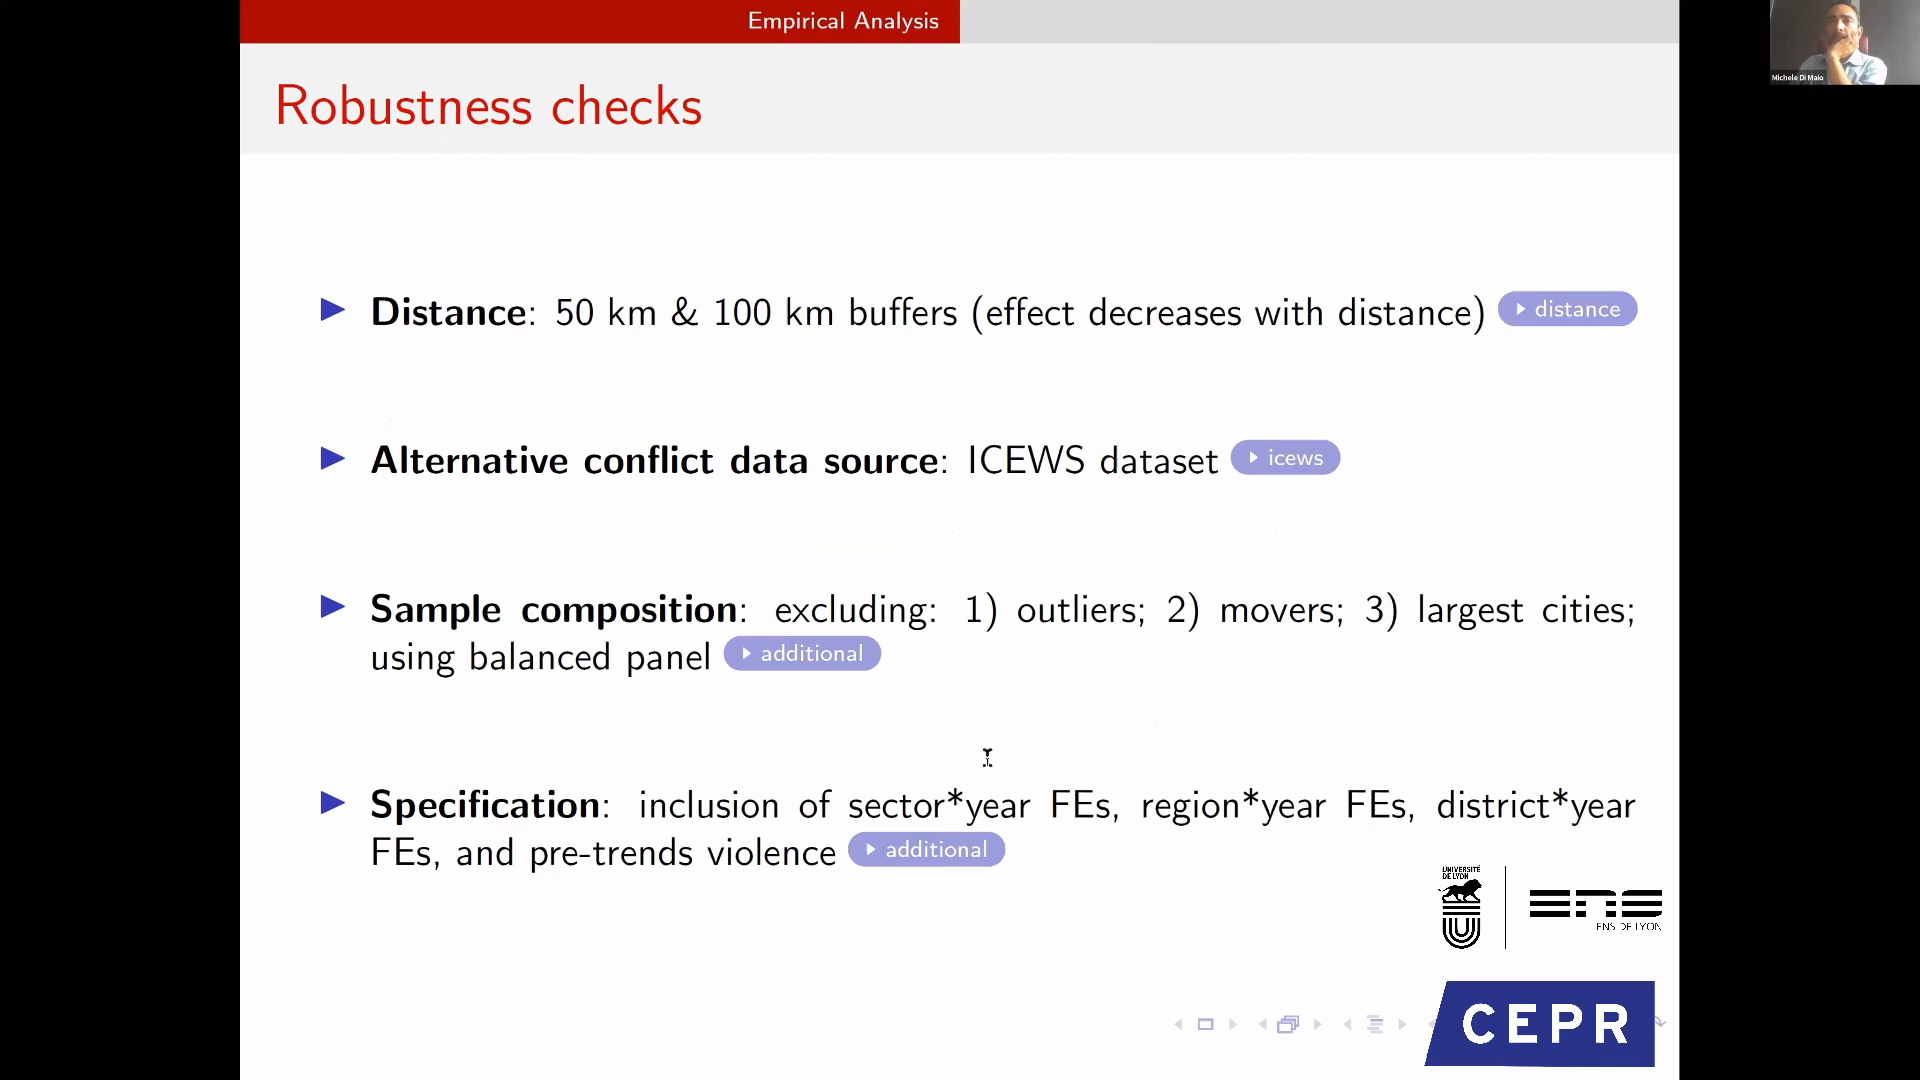 Empirical Analysis
Michele Di Maio
Robustness checks
Distance: 50 km & 100 km buffers (effect decreases with distance) distance
Alternative conflict data source: ICEWS dataset icews
Sample composition: excluding: 1) outliers; 2) movers; 3) largest cities;
using balanced panel additional
Specification: inclusion of sector*year FEs, region*year FEs, district*year
FEs, and pre-trends violence additional
UNIVERSITÉ
DE LYON
ENS
ENS DE LYON
CEPR